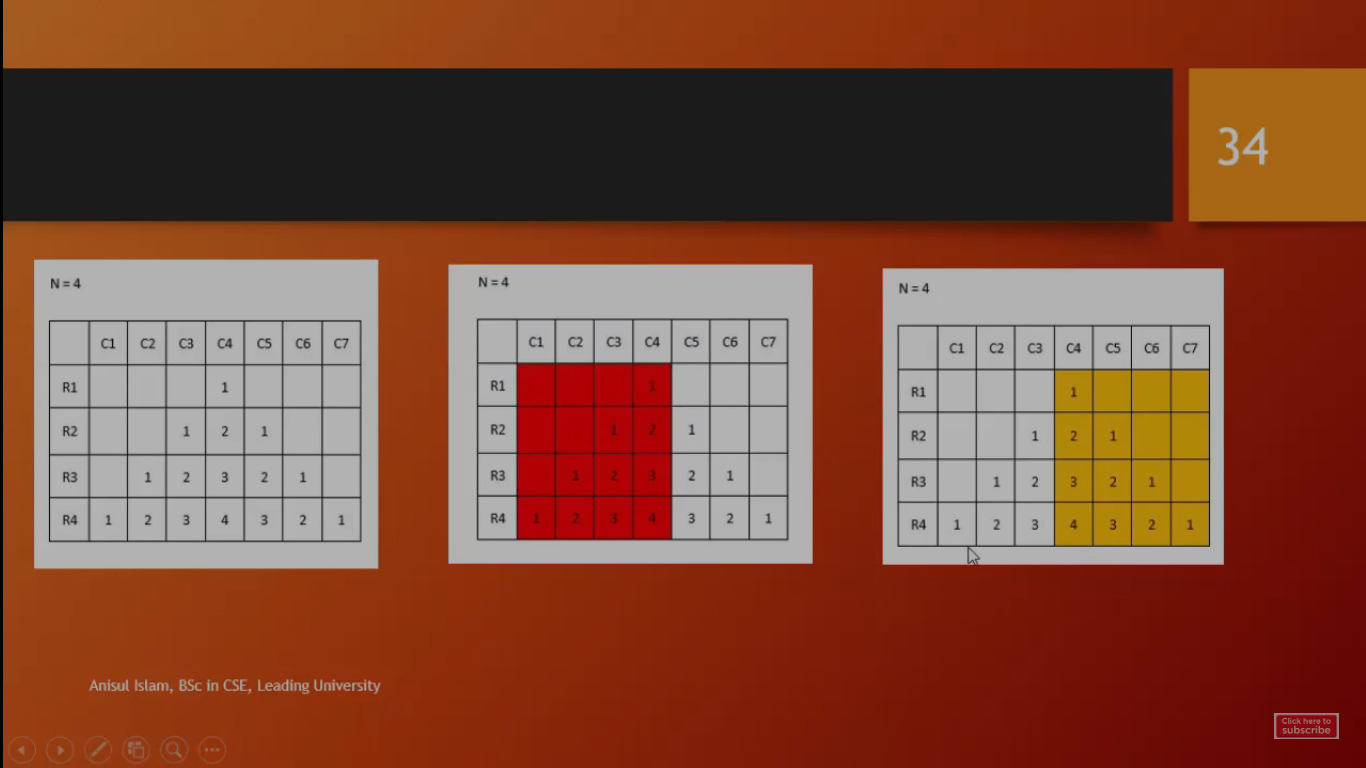 34
N = 4
C1 C2 C3 C4 C5 C6 C7
R1 1
R2 1 2 1
R3 1 2 3 2 1
R4 1 2 3 4 3 2 1
N = 4
C1 C2 C3 C4 C5 C6 C7
R1 1
R2 1 2 1
R3 1 2 3 2 1
R4 1 2 3 4 3 2 1
N = 4
C1 C2 C3 C4 C5 C6 C7
R1 1
R2 1 2 1
R3 1 2 3 2 1
R4 1 2 3 4 3 2 1
Anisul Islam, BSc in CSE, Leading University
Click here to
subscribe